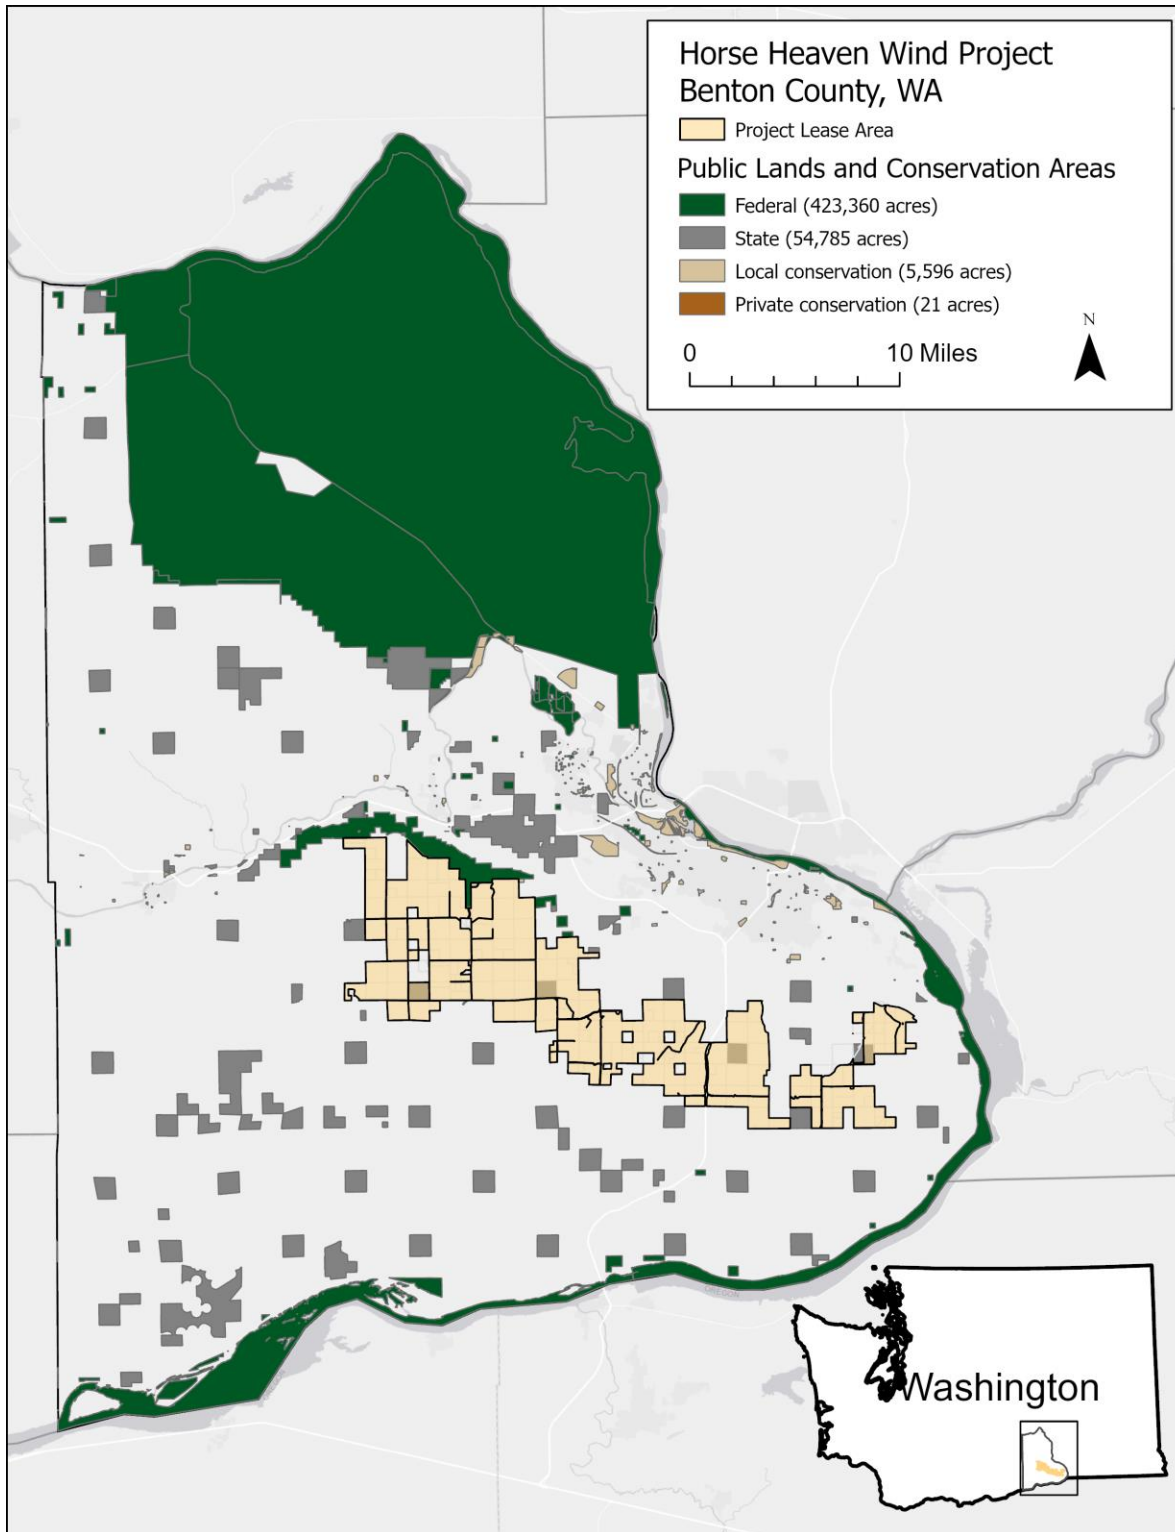 Horse Heaven Wind Project
Benton County, WA
Project Lease Area
Public Lands and Conservation Areas
Federal (423,360 acres)
State (54,785 acres)
Local conservation (5,596 acres)
Private conservation (21 acres)
N
0 10 Miles
OREGON
Washington